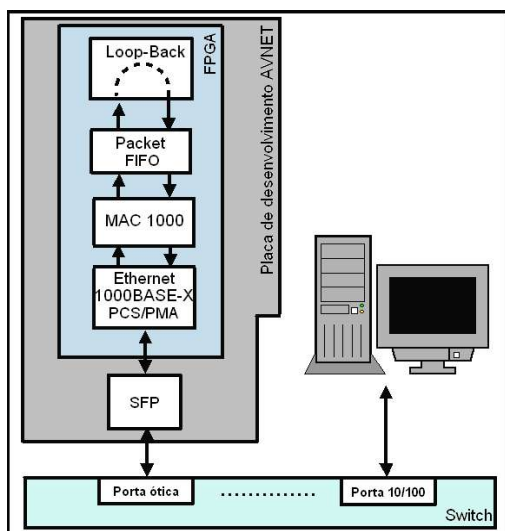 Loop-Back
FPGA
Placa de desenvolvimento AVNET
Packet
FIFO
MAC 1000
Ethernet
1000BASE-X
PCS/PMA
SFP
Porta ótica
Porta 10/100
Switch